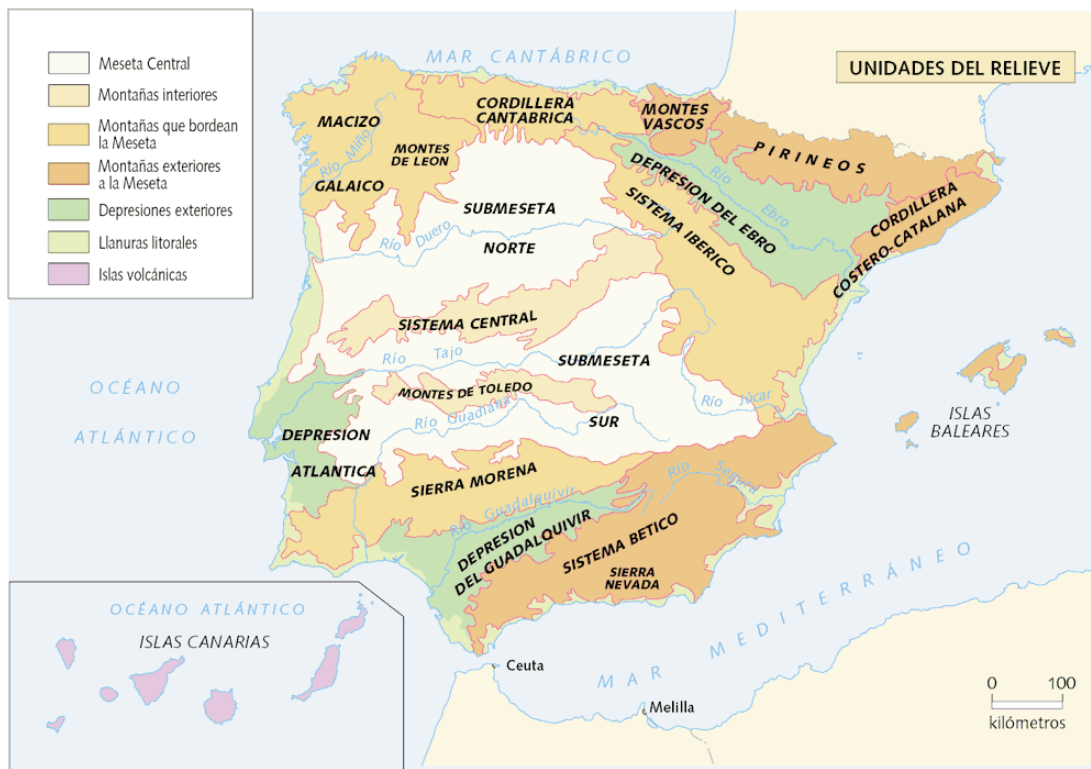 UNIDADES DEL RELIEVE
Meseta Central
Montañas interiores
Montañas que bordean
la Meseta
Montañas exteriores
a la Meseta
Depresiones exteriores
Llanuras litorales
Islas volcánicas
MAR CANTÁBRICO
MACIZO
GALAICO
Río Miño
MONTES
DE LEON
CORDILLERA
CANTABRICA
MONTES
VASCOS
PIRINEOS
DEPRESION DEL EBRO
Río Ebro
CORDILLERA
COSTERO-CATALANA
SISTEMA IBERICO
SUBMESETA
NORTE
Río Duero
SISTEMA CENTRAL
Río Tajo
SUBMESETA
SUR
MONTES DE TOLEDO
Río Guadiana
Río Júcar
OCÉANO
ATLÁNTICO
DEPRESION
ATLANTICA
SIERRA MORENA
Río Guadalquivir
DEPRESION
DEL GUADALQUIVIR
Río Segura
SISTEMA BETICO
SIERRA
NEVADA
ISLAS
BALEARES
MAR MEDITERRÁNEO
OCÉANO ATLÁNTICO
ISLAS CANARIAS
Ceuta
Melilla
0 100
kilómetros